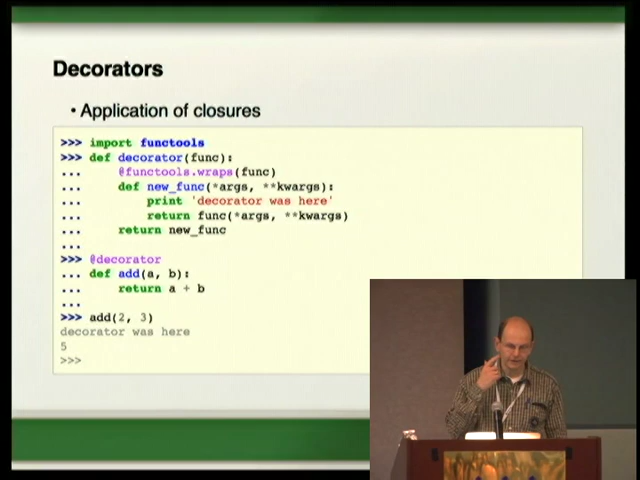 Decorators
• Application of closures
>>> import functools
>>> def decorator(func):
...     @functools.wraps(func)
...     def new_func(*args, **kwargs):
...         print 'decorator was here'
...         return func(*args, **kwargs)
...     return new_func
...
>>> @decorator
... def add(a, b):
...     return a + b
...
>>> add(2, 3)
decorator was here
5
>>>